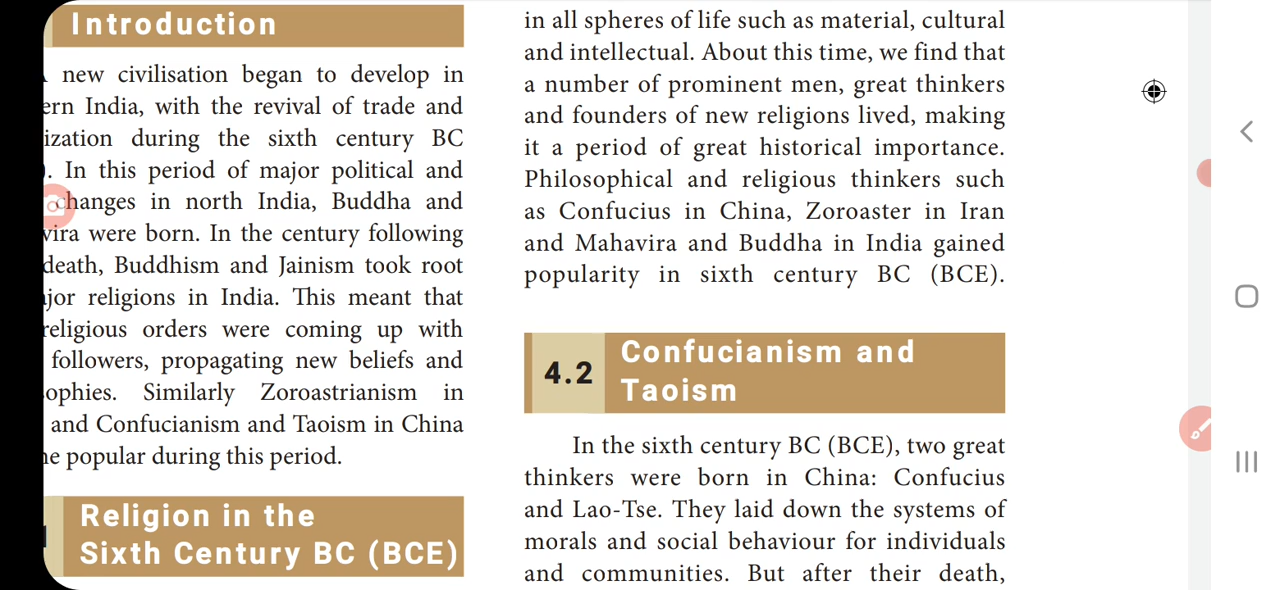 Introduction
new civilisation began to develop in
ern India, with the revival of trade and
ization during the sixth century BC
). In this period of major political and
changes in north India, Buddha and
vira were born. In the century following
death, Buddhism and Jainism took root
jor religions in India. This meant that
religious orders were coming up with
followers, propagating new beliefs and
sophies. Similarly Zoroastrianism in
and Confucianism and Taoism in China
me popular during this period.
Religion in the
Sixth Century BC (BCE)
in all spheres of life such as material, cultural
and intellectual. About this time, we find that
a number of prominent men, great thinkers
and founders of new religions lived, making
it a period of great historical importance.
Philosophical and religious thinkers such
as Confucius in China, Zoroaster in Iran
and Mahavira and Buddha in India gained
popularity in sixth century BC (BCE).
4.2 Confucianism and
Taoism
In the sixth century BC (BCE), two great
thinkers were born in China: Confucius
and Lao-Tse. They laid down the systems of
morals and social behaviour for individuals
and communities. But after their death,